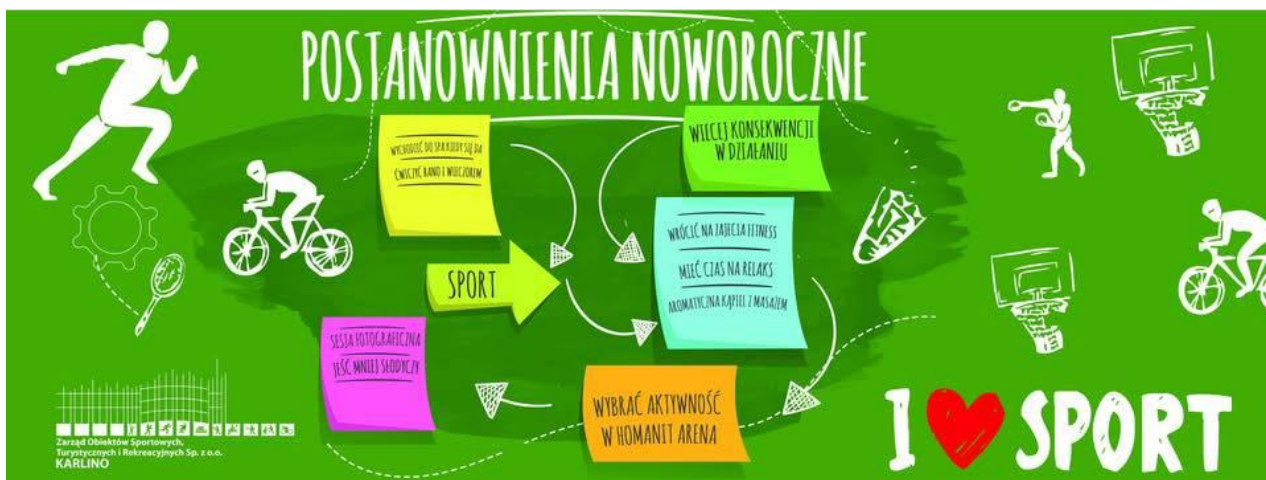 POSTANOWNIENIA NOWOROCZNE
WYCHODZIĆ DO SPA KIEDY SIĘ DA
ĆWICZYĆ RANO I WIECZOREM
WIĘCEJ KONSEKWENCJI
W DZIAŁANIU
WRÓCIĆ NA ZAJĘCIA FITNESS
MIEĆ CZAS NA RELAKS
AROMATYCZNA KĄPIEL Z MASAŻEM
SPORT
SESJA FOTOGRAFICZNA
JEŚĆ MNIEJ SŁODYCZY
WYBRAĆ AKTYWNOŚĆ
W HOMANIT ARENA
I ❤ SPORT
Zarząd Obiektów Sportowych,
Turystycznych i Rekreacyjnych Sp. z o.o.
KARLINO